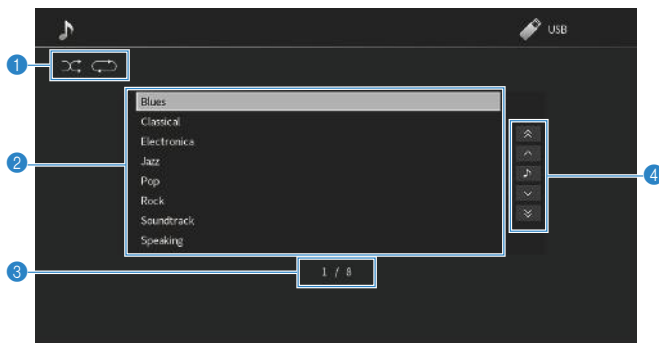 USB
1
Blues
Classical
Electronica
2
Jazz
4
Pop
Rock
Soundtrack
Speaking
3
1 / 8